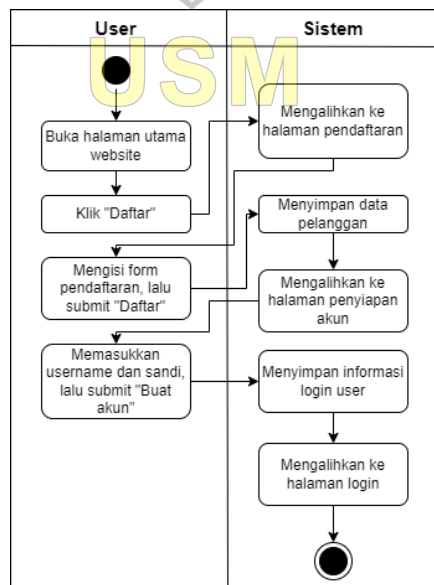 User
Sistem
USM
Buka halaman utama
website
Klik "Daftar"
Mengalihkan ke
halaman pendaftaran
Mengisi form
pendaftaran, lalu
submit "Daftar"
Menyimpan data
pelanggan
Mengalihkan ke
halaman penyiapan
akun
Memasukkan
username dan sandi,
lalu submit "Buat
akun"
Menyimpan informasi
login user
Mengalihkan ke
halaman login